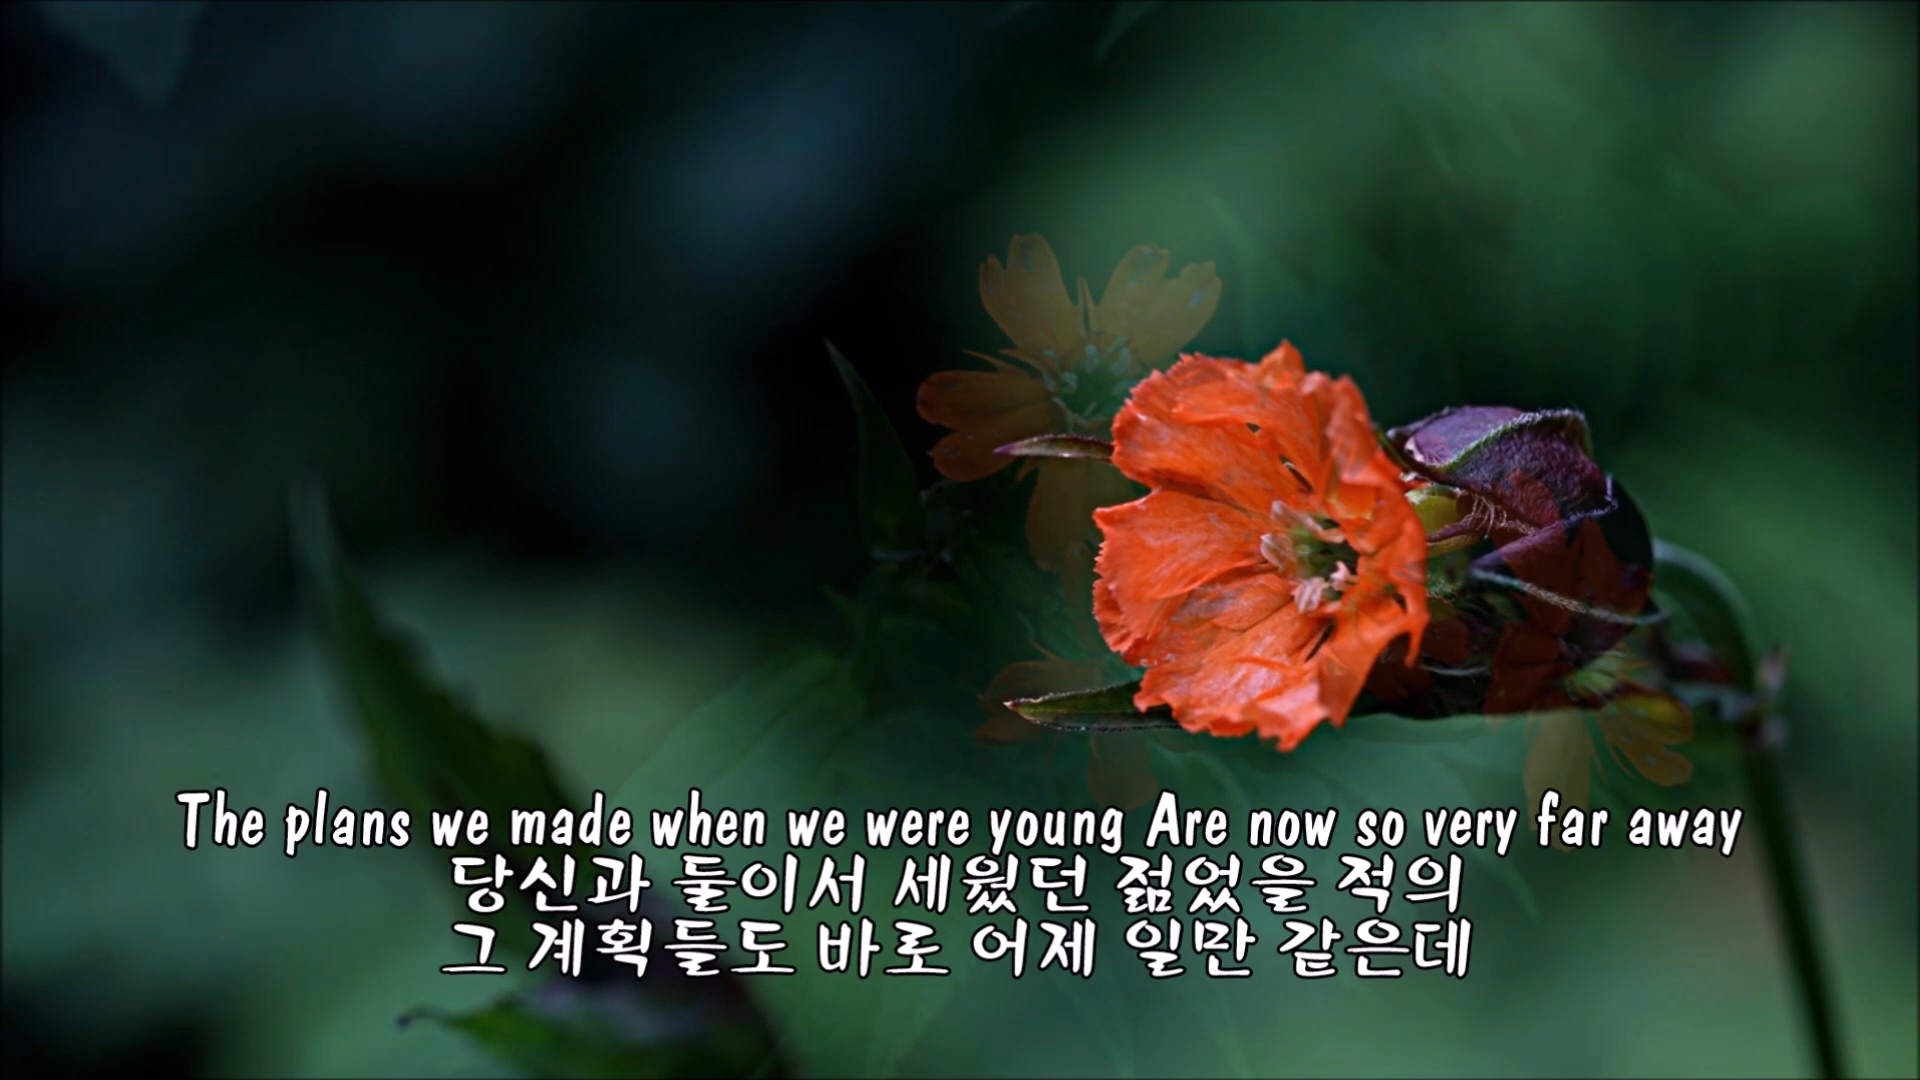 The plans we made when we were young Are now so very far away
당신과 둘이서 세웠던 젊었을 적의
그 계획들도 바로 어제 일만 같은데